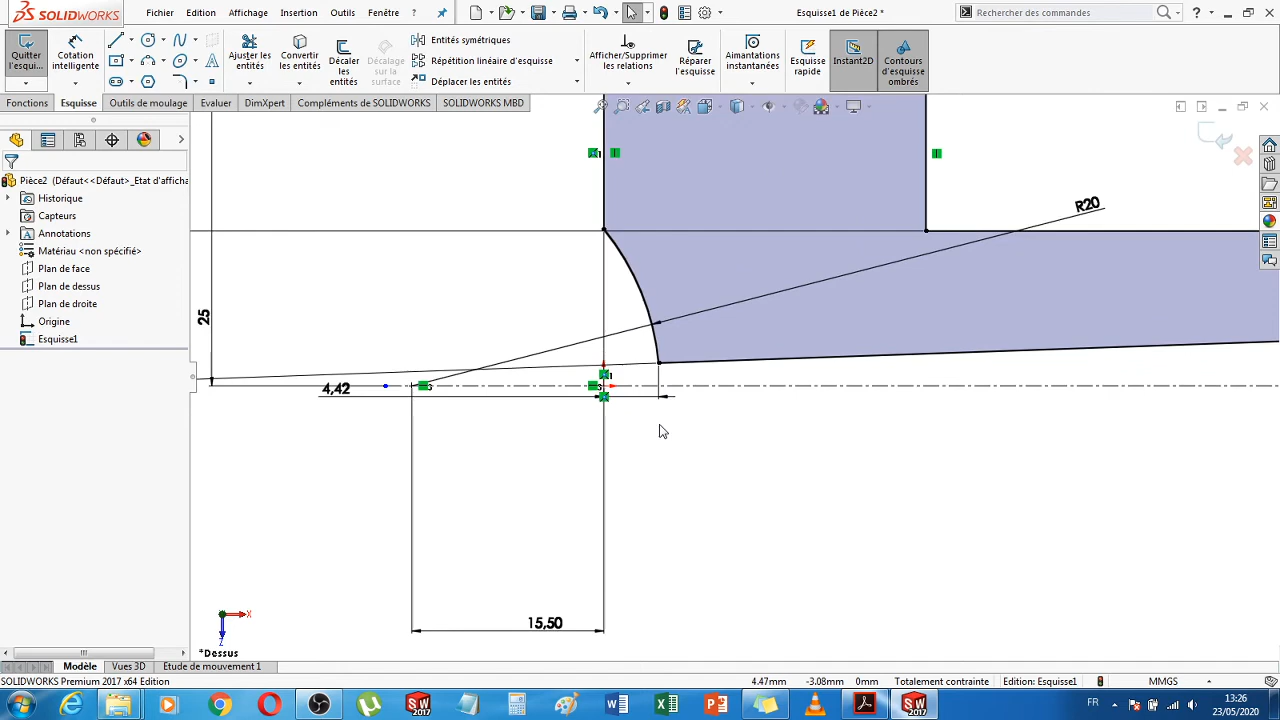 SOLIDWORKS
Fichier
Edition
Affichage
Insertion
Outils
Fenêtre
Esquisse1 de Pièce2 *
Rechercher des commandes
Quitter l'esqui...
Cotation intelligente
Ajuster les entités
Convertir les entités
Décaler les entités
Décalage sur la surface
Entités symétriques
Répétition linéaire d'esquisse
Déplacer les entités
Afficher/Supprimer les relations
Réparer l'esquisse
Aimantations instantanées
Esquisse rapide
Instant2D
Contours d'esquisse ombrés
Fonctions
Esquisse
Outils de moulage
Evaluer
DimXpert
Compléments de SOLIDWORKS
SOLIDWORKS MBD
Pièce2 (Défaut<<Défaut>_Etat d'afficha
Historique
Capteurs
Annotations
Matériau <non spécifié>
Plan de face
Plan de dessus
Plan de droite
Origine
Esquisse1
R20
25
4,42
15,50
X
Z
*Dessus
Modèle
Vues 3D
Etude de mouvement 1
SOLIDWORKS Premium 2017 x64 Edition
4.47mm
-3.08mm
0mm
Totalement contrainte
Edition: Esquisse1
MMGS
FR
13:26
23/05/2020